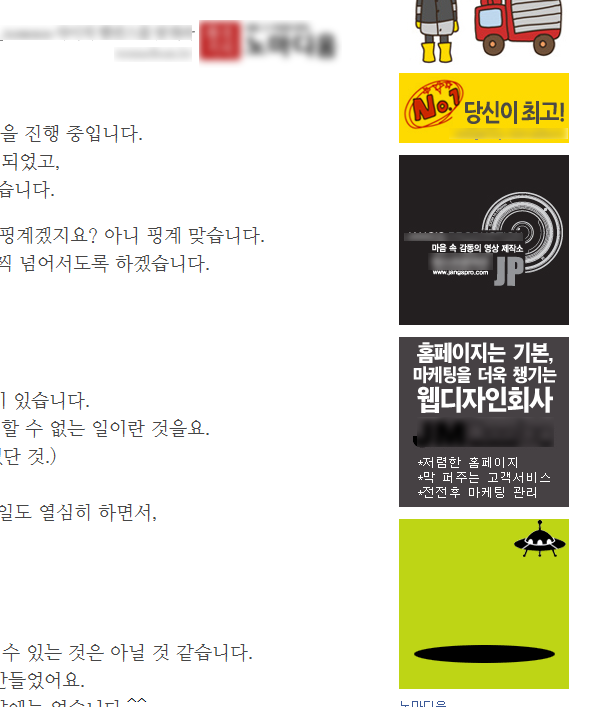 노마디움
을 진행 중입니다.
되었고,
습니다.
핑계겠지요? 아니 핑계 맞습니다.
씩 넘어서도록 하겠습니다.
있습니다.
할 수 없는 일이란 것을요.
단 것.)
일도 열심히 하면서,
수 있는 것은 아닐 것 같습니다.
만들었어요.
^^
No.1
당신이 최고!
마음 속 감동의 영상 제작소
www.jangspro.com
JP
홈페이지는 기본,
마케팅을 더욱 챙기는
웹디자인회사
*저렴한 홈페이지
*막 퍼주는 고객서비스
*전전후 마케팅 관리
노마디움